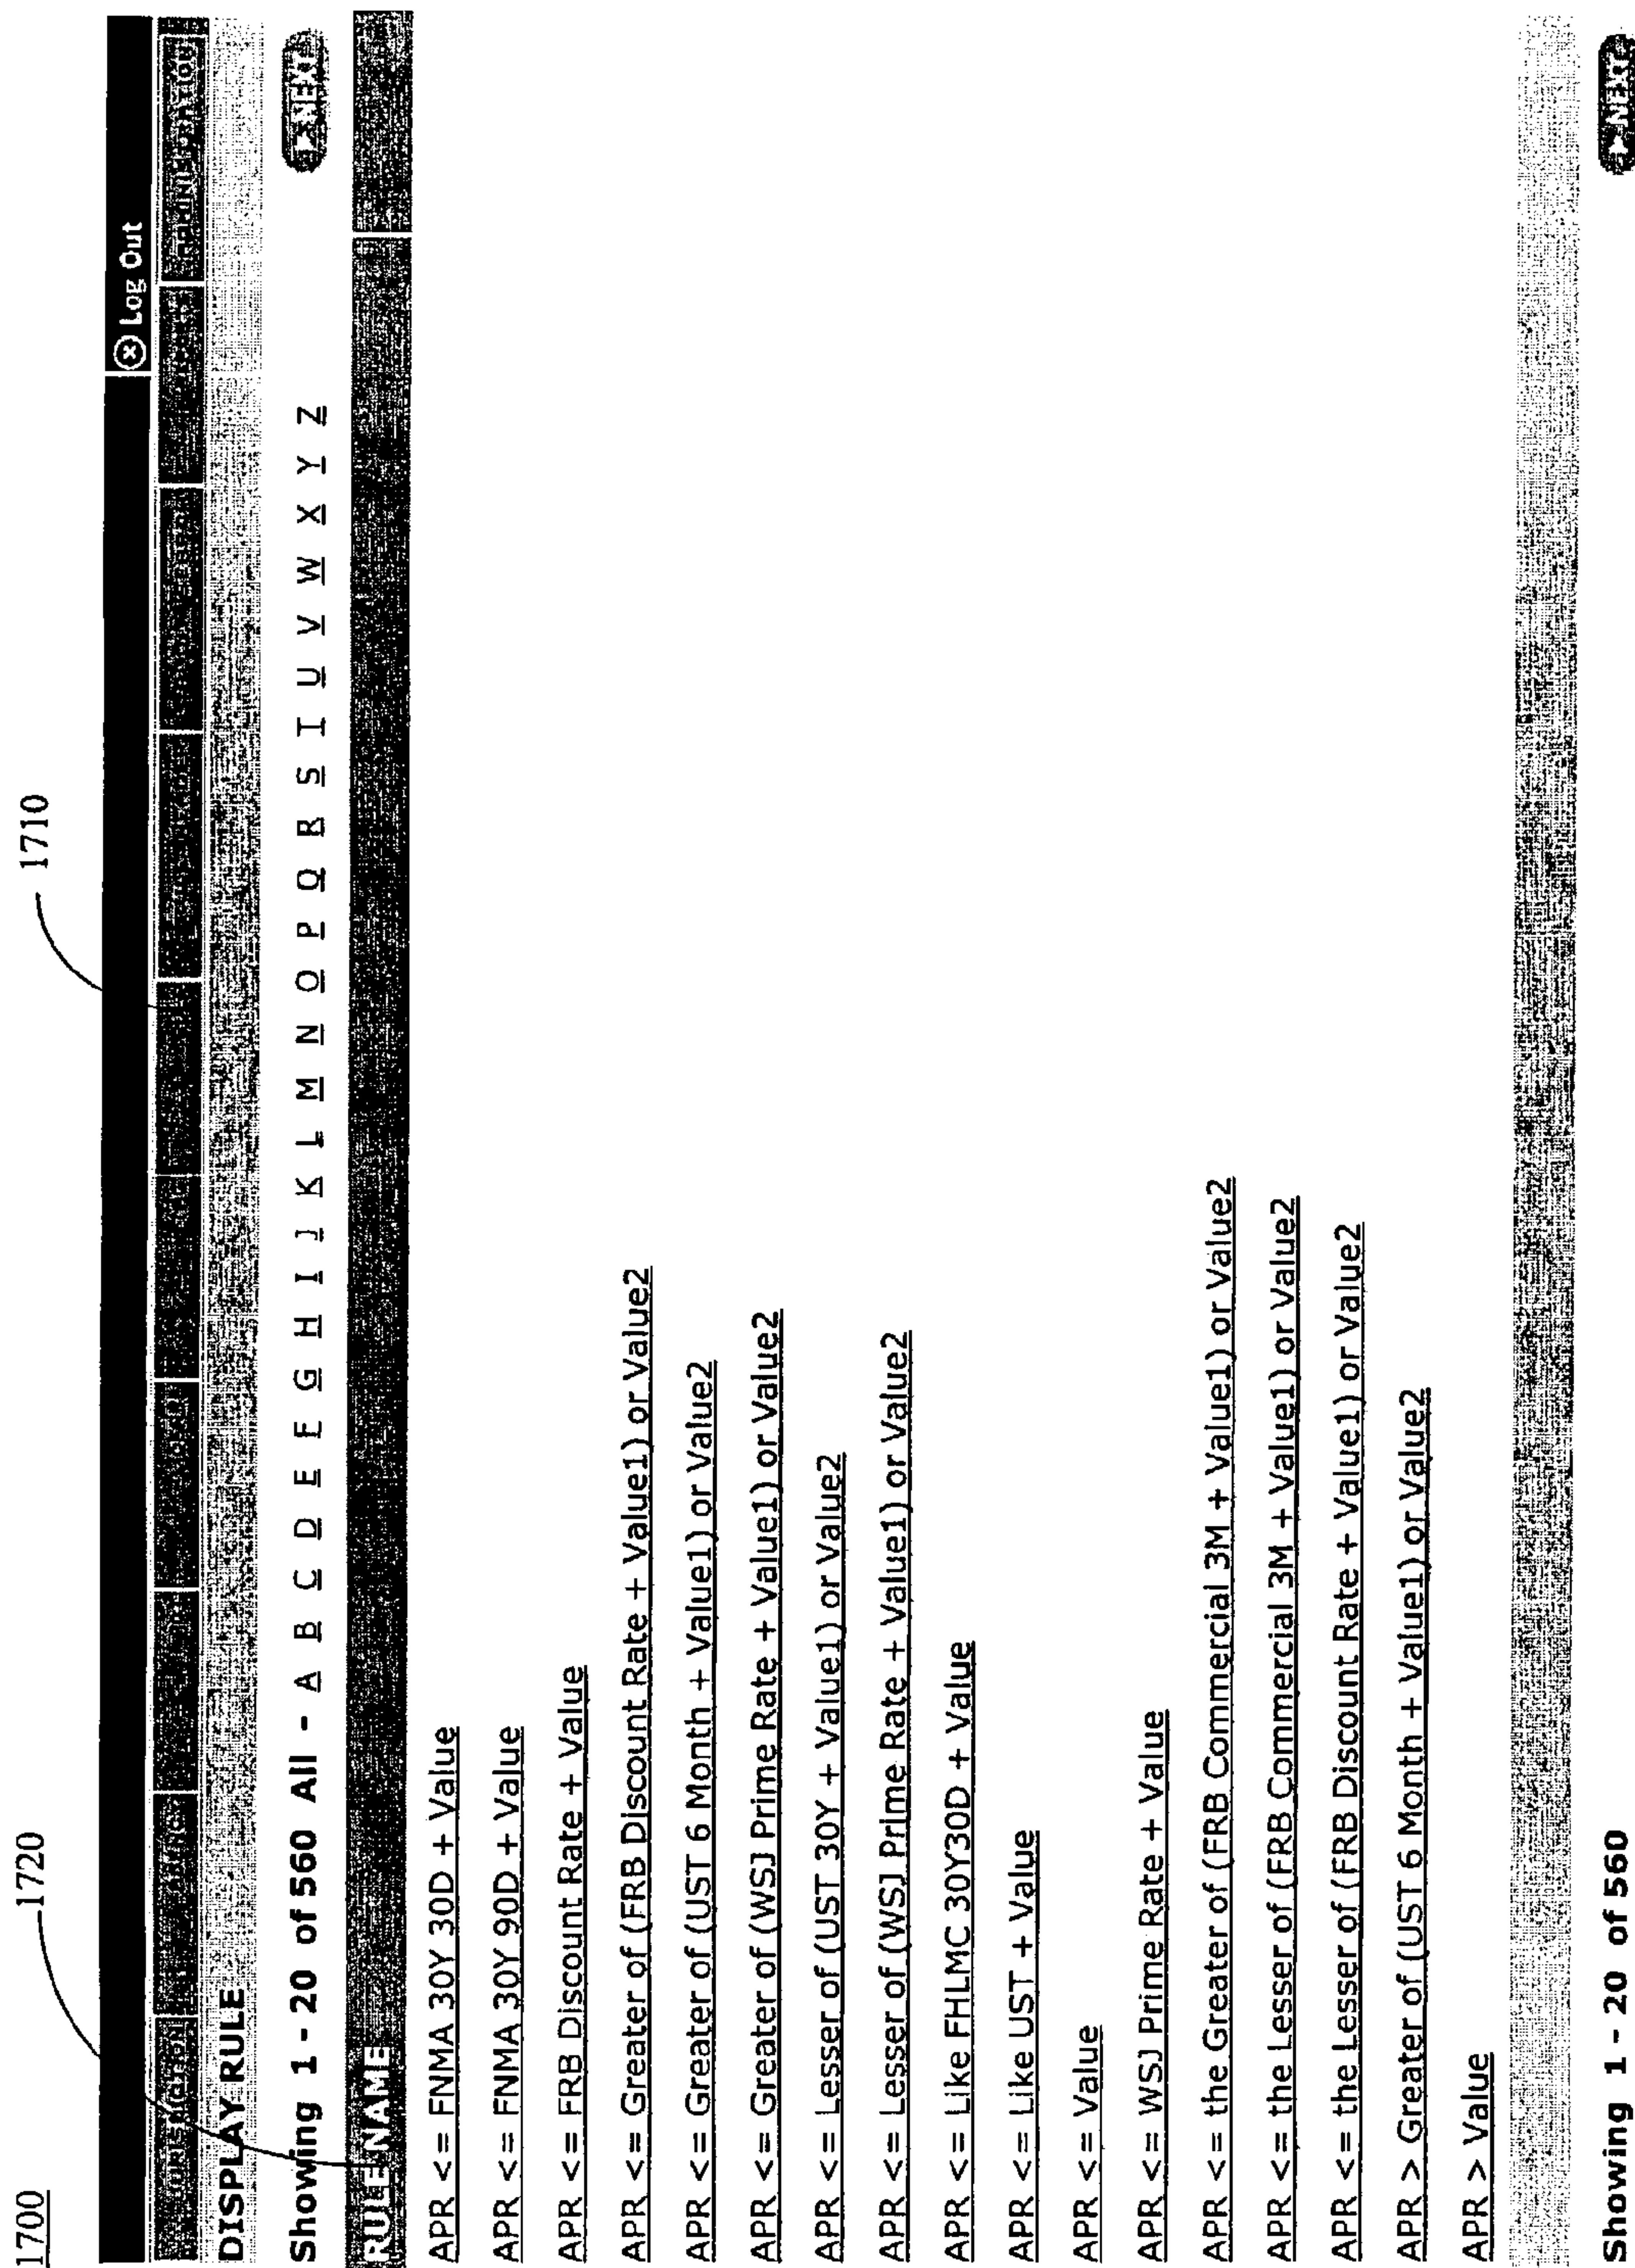 1700
1720
1710
Log Out
JURISDICTION
ADMINISTRATION
DISPLAY RULE
Showing 1 - 20 of 560 All - A B C D E F G H I J K L M N O P Q R S T U V W X Y Z
NEXT
RULE NAME
APR <= FNMA 30Y 30D + Value
APR <= FNMA 30Y 90D + Value
APR <= FRB Discount Rate + Value
APR <= Greater of (FRB Discount Rate + Value1) or Value2
APR <= Greater of (UST 6 Month + Value1) or Value2
APR <= Greater of (WSJ Prime Rate + Value1) or Value2
APR <= Lesser of (UST 30Y + Value1) or Value2
APR <= Lesser of (WSJ Prime Rate + Value1) or Value2
APR <= Like FHLMC 30Y30D + Value
APR <= Like UST + Value
APR <= Value
APR <= WSJ Prime Rate + Value
APR <= the Greater of (FRB Commercial 3M + Value1) or Value2
APR <= the Lesser of (FRB Commercial 3M + Value1) or Value2
APR <= the Lesser of (FRB Discount Rate + Value1) or Value2
APR > Greater of (UST 6 Month + Value1) or Value2
APR > Value
Showing 1 - 20 of 560
NEXT